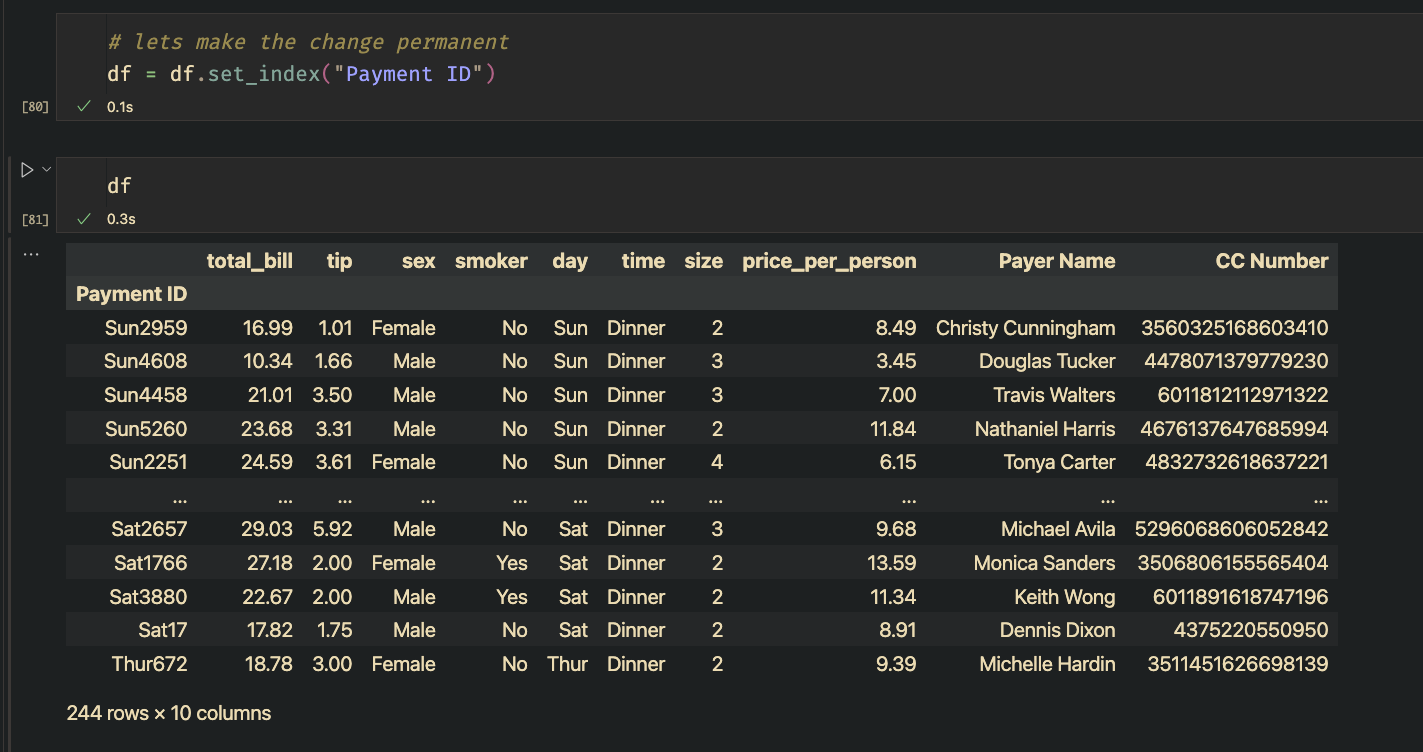 # lets make the change permanent
df = df.set_index("Payment ID")
[80] ✓ 0.1s
df
[81] ✓ 0.3s
...
total_bill tip sex smoker day time size price_per_person Payer Name CC Number
Payment ID
Sun2959 16.99 1.01 Female No Sun Dinner 2 8.49 Christy Cunningham 3560325168603410
Sun4608 10.34 1.66 Male No Sun Dinner 3 3.45 Douglas Tucker 4478071379779230
Sun4458 21.01 3.50 Male No Sun Dinner 3 7.00 Travis Walters 6011812112971322
Sun5260 23.68 3.31 Male No Sun Dinner 2 11.84 Nathaniel Harris 4676137647685994
Sun2251 24.59 3.61 Female No Sun Dinner 4 6.15 Tonya Carter 4832732618637221
... ... ... ... ... ... ... ... ... ... ...
Sat2657 29.03 5.92 Male No Sat Dinner 3 9.68 Michael Avila 5296068606052842
Sat1766 27.18 2.00 Female Yes Sat Dinner 2 13.59 Monica Sanders 3506806155565404
Sat3880 22.67 2.00 Male Yes Sat Dinner 2 11.34 Keith Wong 6011891618747196
Sat17 17.82 1.75 Male No Sat Dinner 2 8.91 Dennis Dixon 4375220550950
Thur672 18.78 3.00 Female No Thur Dinner 2 9.39 Michelle Hardin 3511451626698139
244 rows × 10 columns